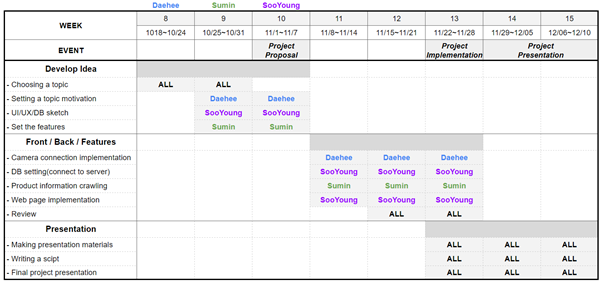 Daehee Sumin SooYoung
WEEK 8 9 10 11 12 13 14 15
1018~10/24 10/25~10/31 11/1~11/7 11/8~11/14 11/15~11/21 11/22~11/28 11/29~12/05 12/06~12/10
EVENT Project Proposal Project Implementation Project Presentation
Develop Idea
- Choosing a topic ALL ALL
- Setting a topic motivation Daehee Daehee
- UI/UX/DB sketch SooYoung SooYoung
- Set the features Sumin Sumin
Front / Back / Features
- Camera connection implementation Daehee Daehee Daehee
- DB setting(connect to server) SooYoung SooYoung SooYoung
- Product information crawling Sumin Sumin Sumin
- Web page implementation SooYoung SooYoung SooYoung
- Review ALL ALL
Presentation
- Making presentation materials ALL ALL ALL
- Writing a scipt ALL ALL ALL
- Final project presentation ALL ALL ALL